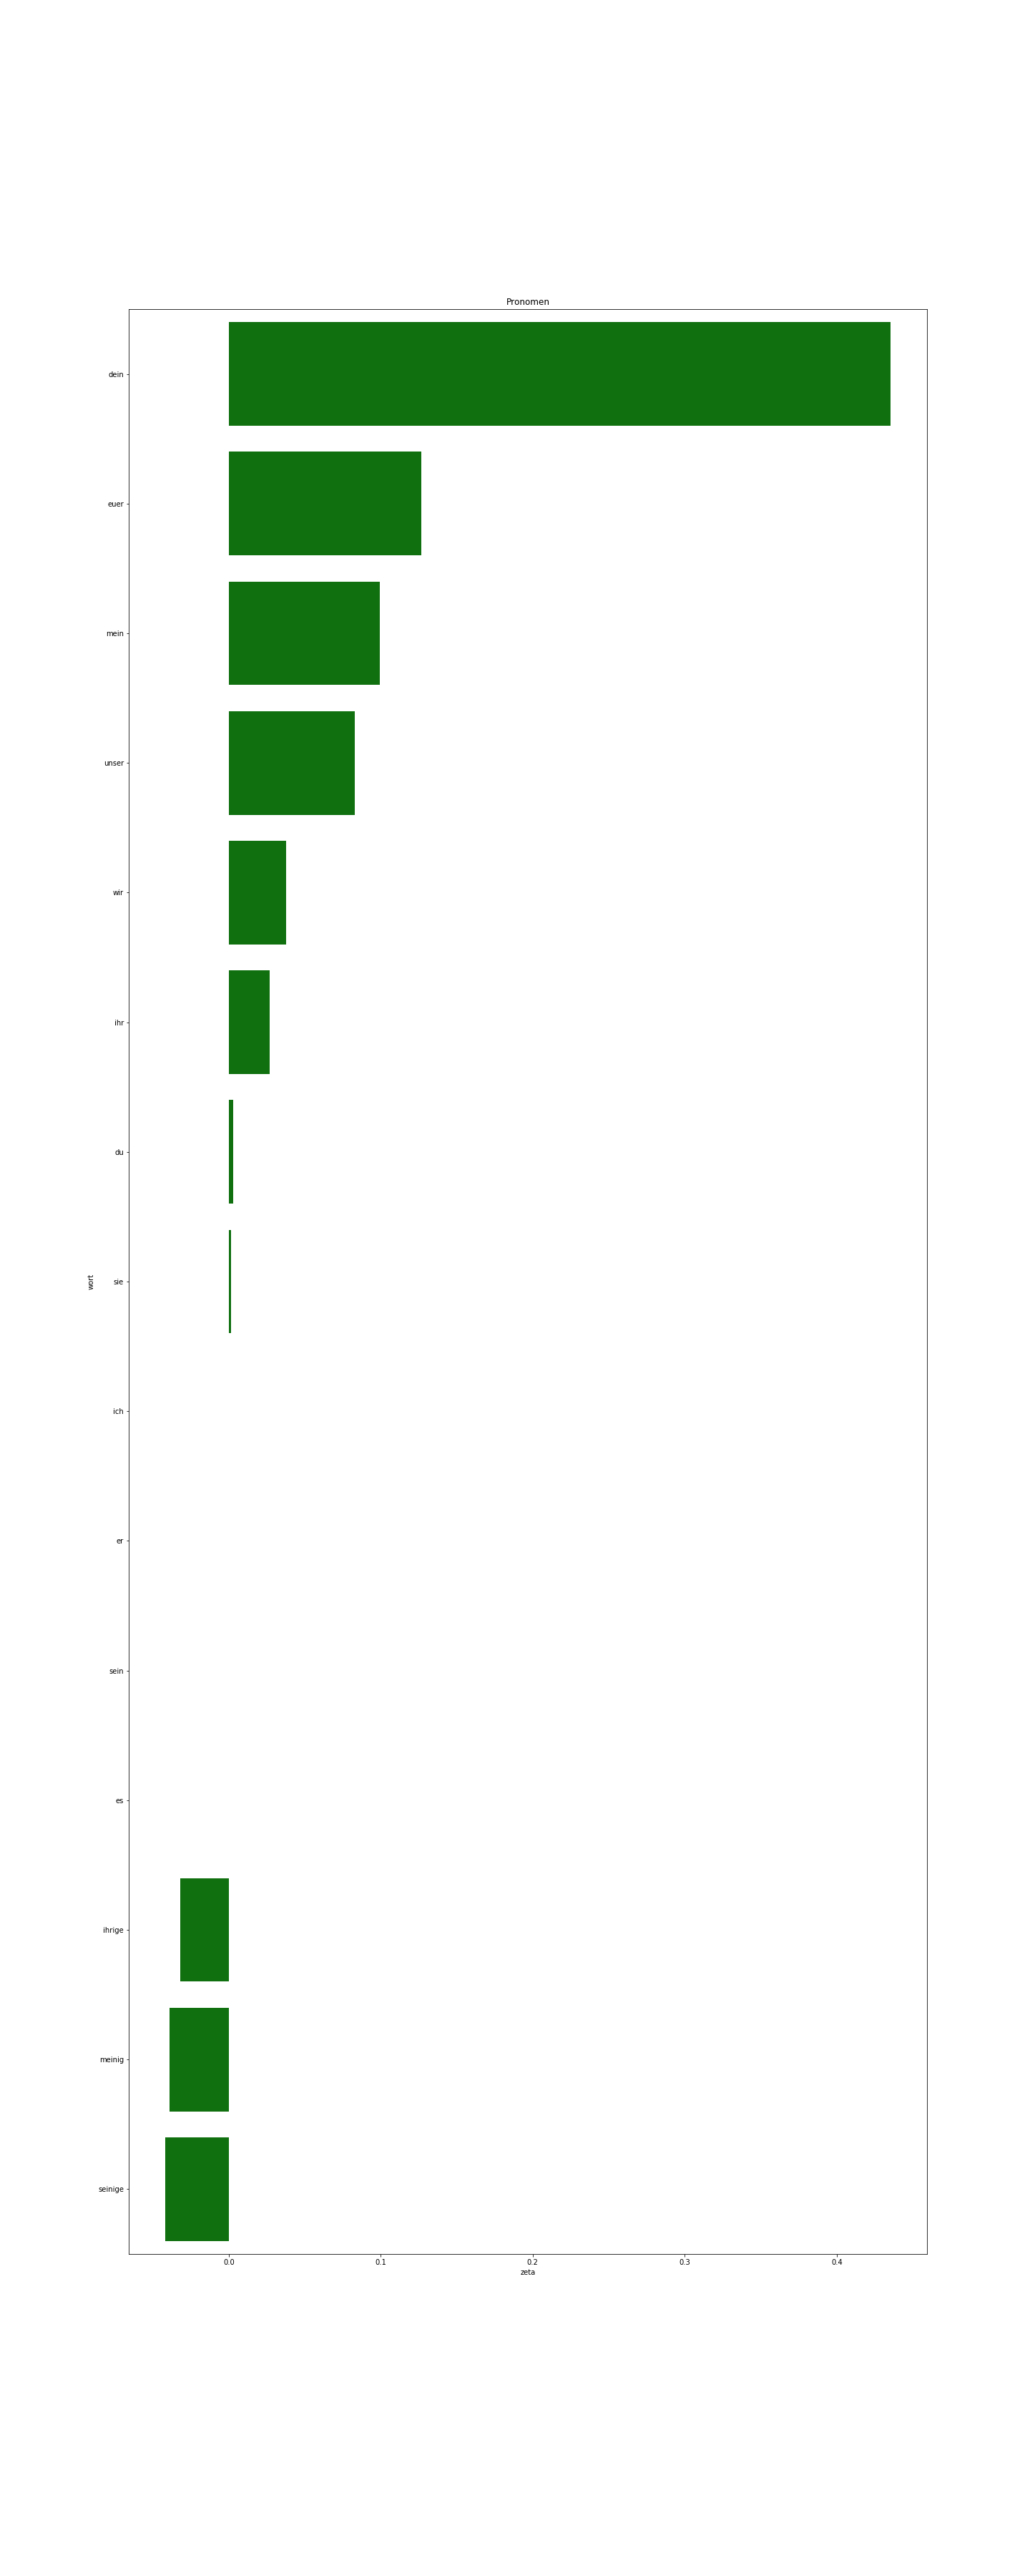 Pronomen
dein
euer
mein
unser
wir
ihr
du
sie
wort
ich
er
sein
es
ihrige
meinig
seinige
0.0 0.1 0.2 0.3 0.4
zeta